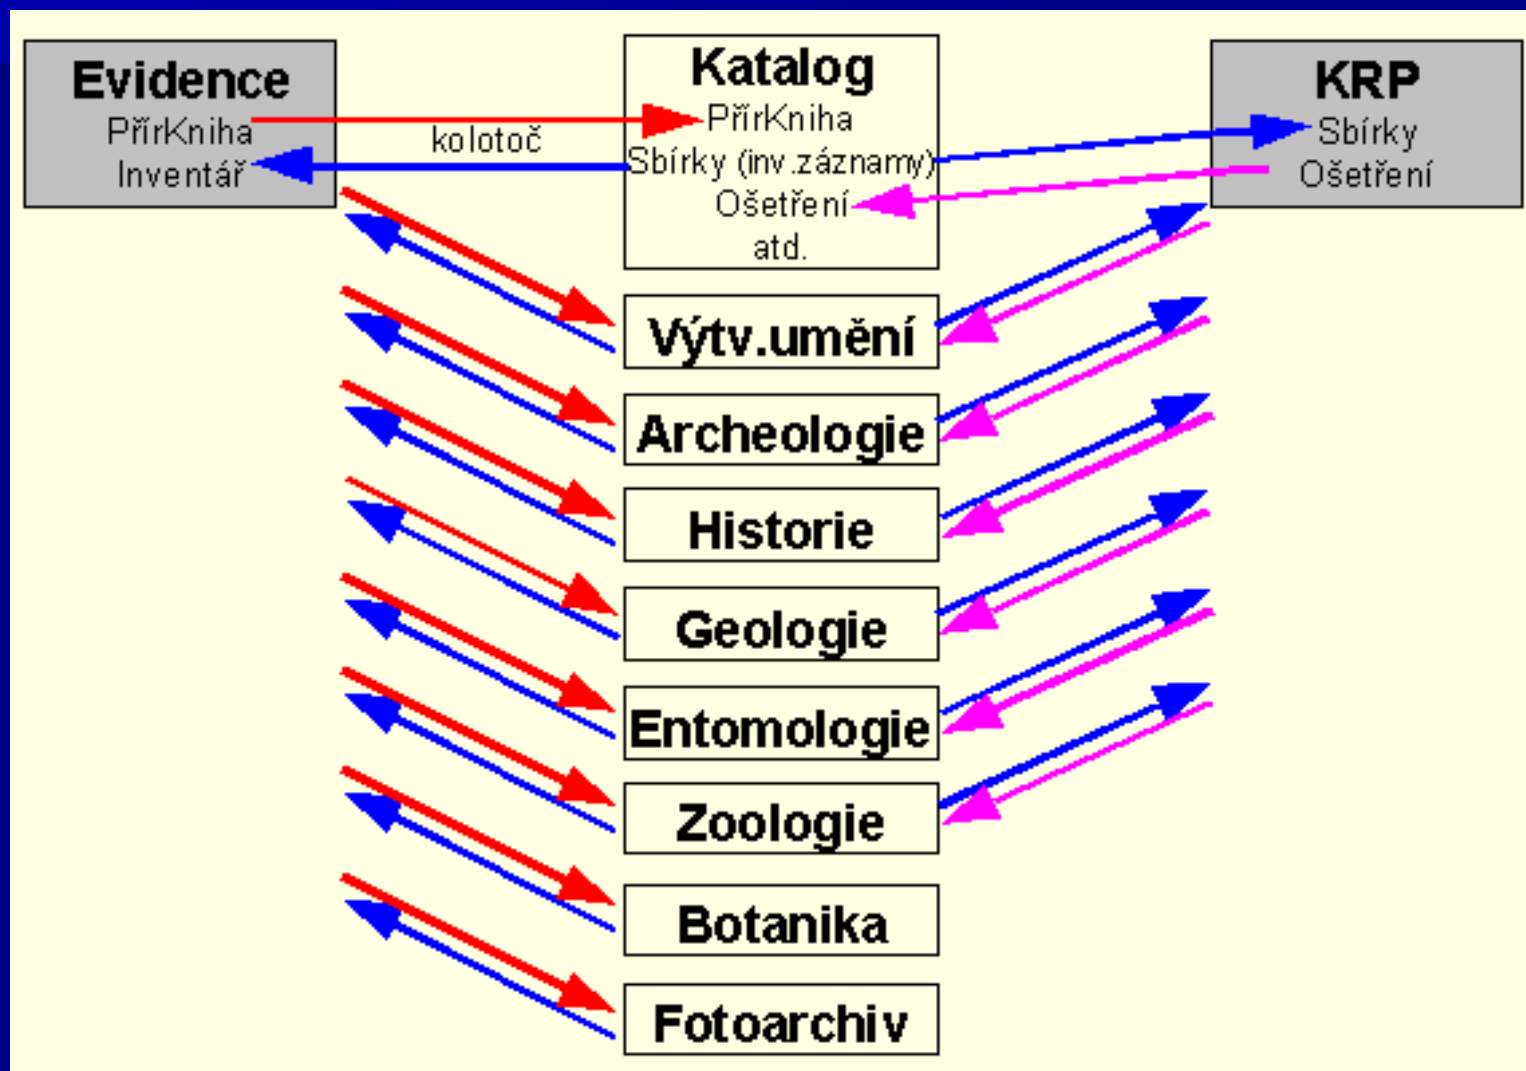 Evidence
PřírKniha
Inventář
kolotoč
Katalog
PřírKniha
Sbírky (inv.záznamy)
Ošetření
atd.
KRP
Sbírky
Ošetření
Výtv.umění
Archeologie
Historie
Geologie
Entomologie
Zoologie
Botanika
Fotoarchiv